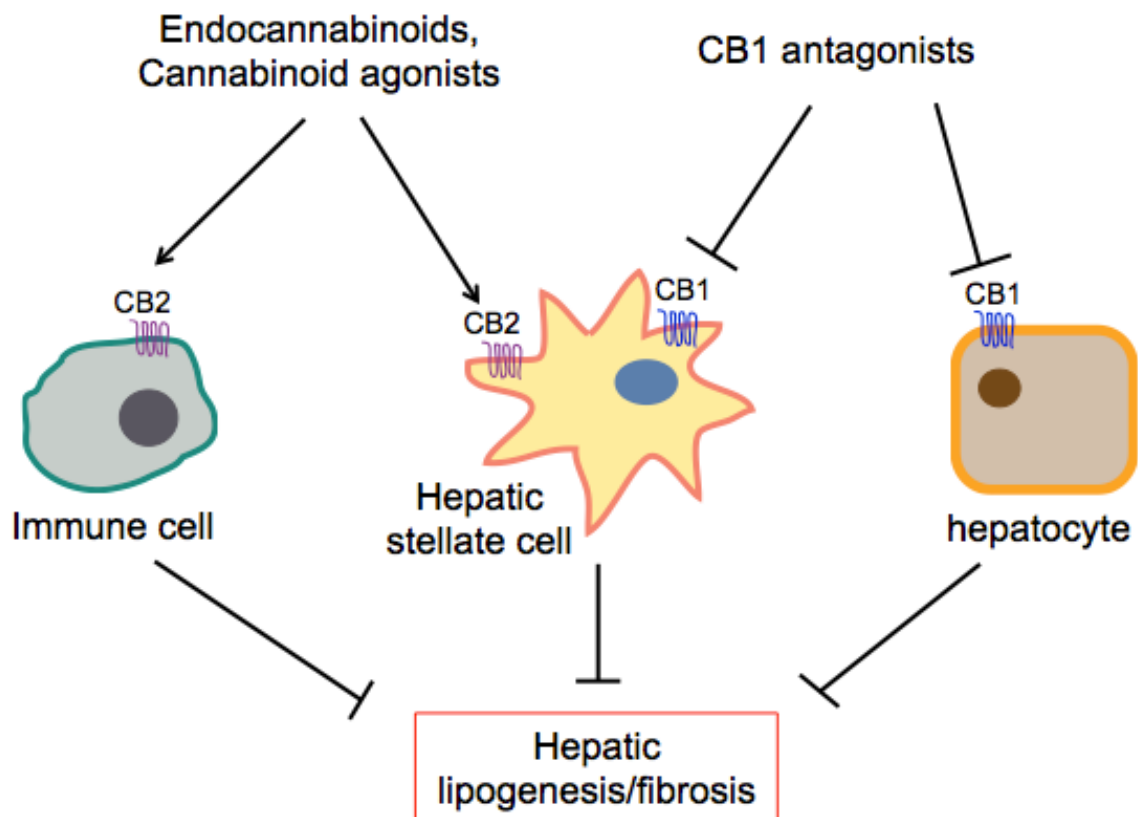 Endocannabinoids,
Cannabinoid agonists
CB1 antagonists
CB2
CB2
CB1
CB1
Immune cell
Hepatic
stellate cell
hepatocyte
Hepatic
lipogenesis/fibrosis